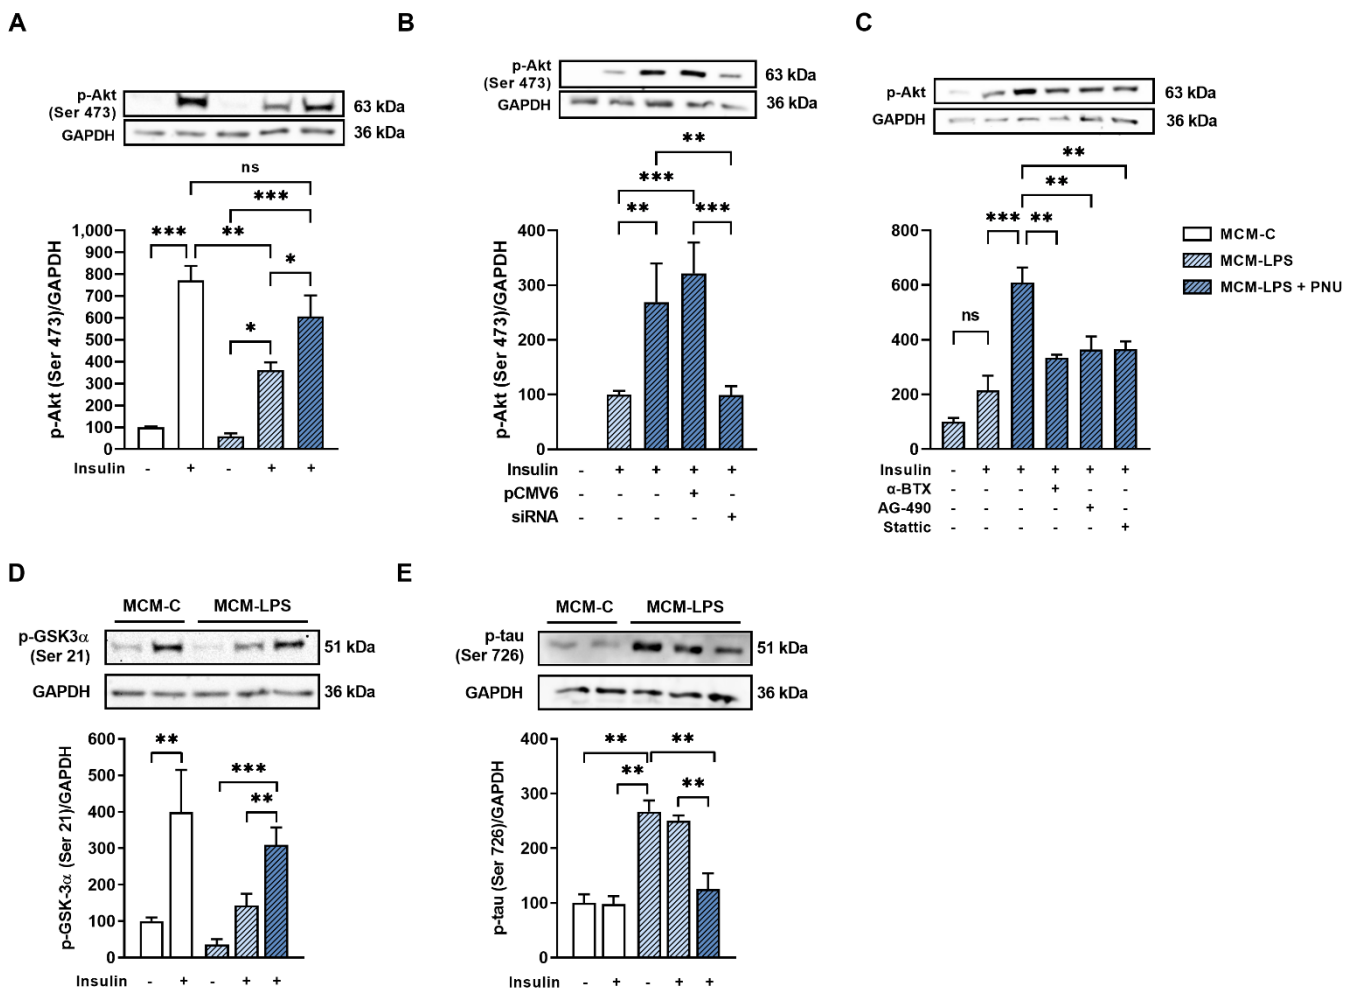 A
p-Akt
(Ser 473)
63 kDa
GAPDH
36 kDa
ns
***
***
**
*
*
p-Akt (Ser 473)/GAPDH
1,000
900
800
700
600
500
400
300
200
100
0
Insulin - + - + +
B
p-Akt
(Ser 473)
63 kDa
GAPDH
36 kDa
**
***
**
***
p-Akt (Ser 473)/GAPDH
400
300
200
100
0
Insulin - + + + +
pCMV6 - - - + -
siRNA - - - - +
C
p-Akt
63 kDa
GAPDH
36 kDa
**
**
***
**
ns
800
600
400
200
0
Insulin - + + + + +
α-BTX - - - + - -
AG-490 - - - - + -
Stattic - - - - - +
MCM-C
MCM-LPS
MCM-LPS + PNU
D
MCM-C MCM-LPS
p-GSK3α
(Ser 21)
51 kDa
GAPDH
36 kDa
**
***
**
p-GSK-3α (Ser 21)/GAPDH
600
500
400
300
200
100
0
Insulin - + - + +
E
MCM-C MCM-LPS
p-tau
(Ser 726)
51 kDa
GAPDH
36 kDa
**
**
**
**
p-tau (Ser 726)/GAPDH
400
300
200
100
0
Insulin - + - + +